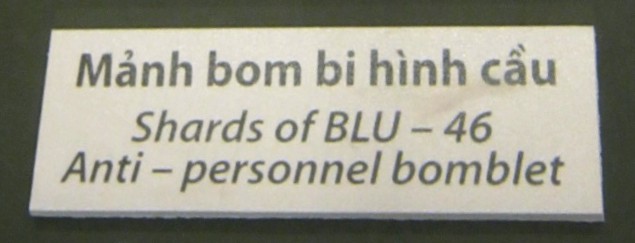 Mảnh bom bi hình cầu
Shards of BLU – 46
Anti – personnel bomblet